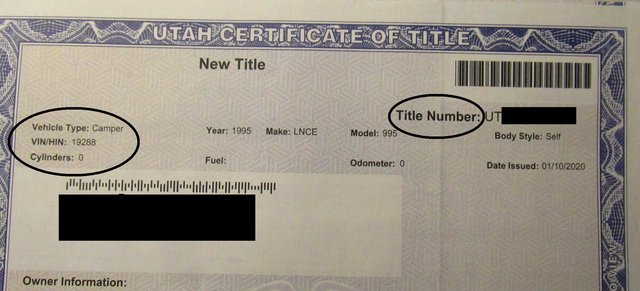 UTAH CERTIFICATE OF TITLE
New Title
Title Number: UT
Vehicle Type: Camper
Year: 1995 Make: LNCE Model: 995 Body Style: Self
VIN/HIN: 19288
Cylinders: 0 Fuel: Odometer: 0 Date Issued: 01/10/2020
Owner Information: